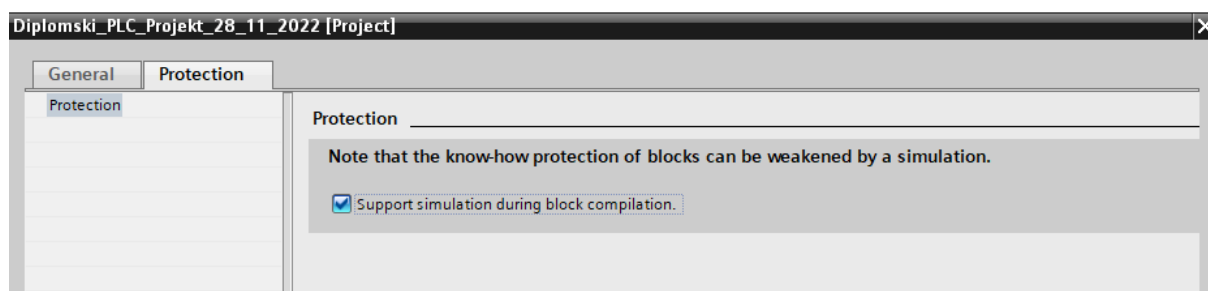 Diplomski_PLC_Projekt_28_11_2022 [Project]
General Protection
Protection
Protection
Note that the know-how protection of blocks can be weakened by a simulation.
Support simulation during block compilation.